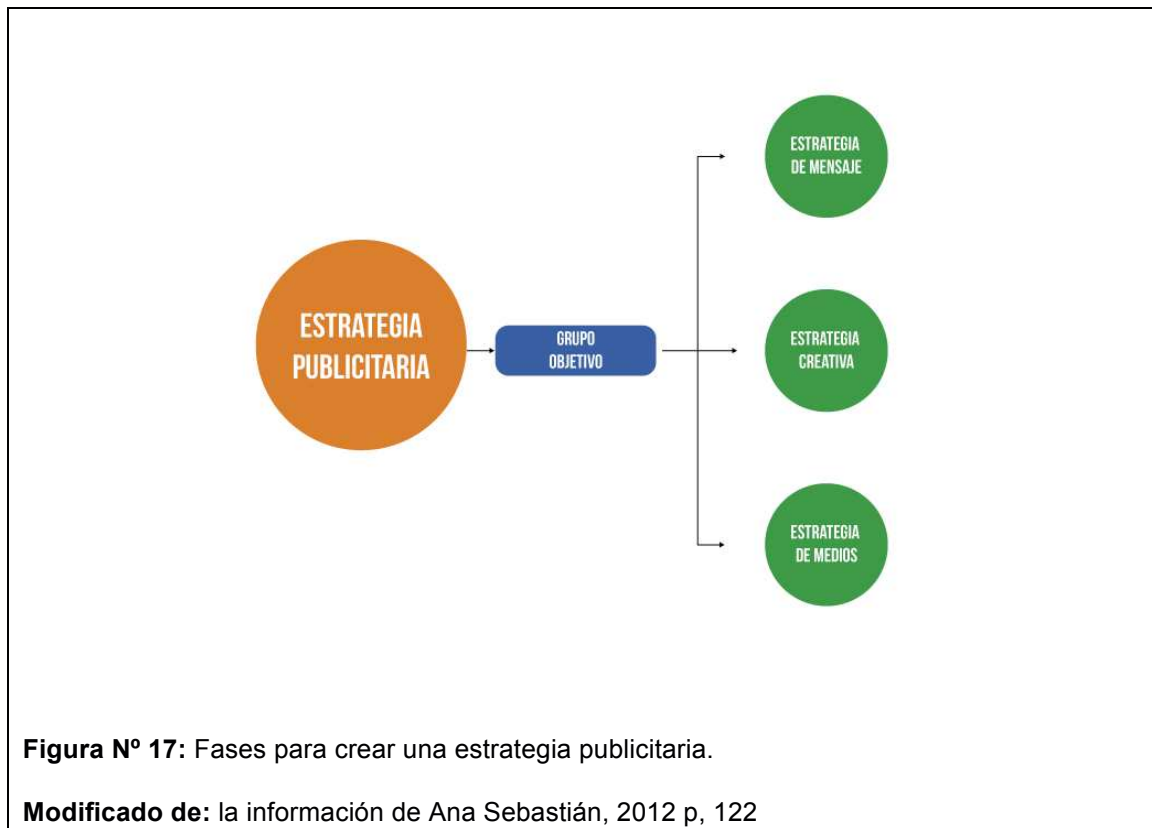 ESTRATEGIA
PUBLICITARIA
GRUPO
OBJETIVO
ESTRATEGIA
DE MENSAJE
ESTRATEGIA
CREATIVA
ESTRATEGIA
DE MEDIOS
Figura Nº 17: Fases para crear una estrategia publicitaria.
Modificado de: la información de Ana Sebastián, 2012 p, 122